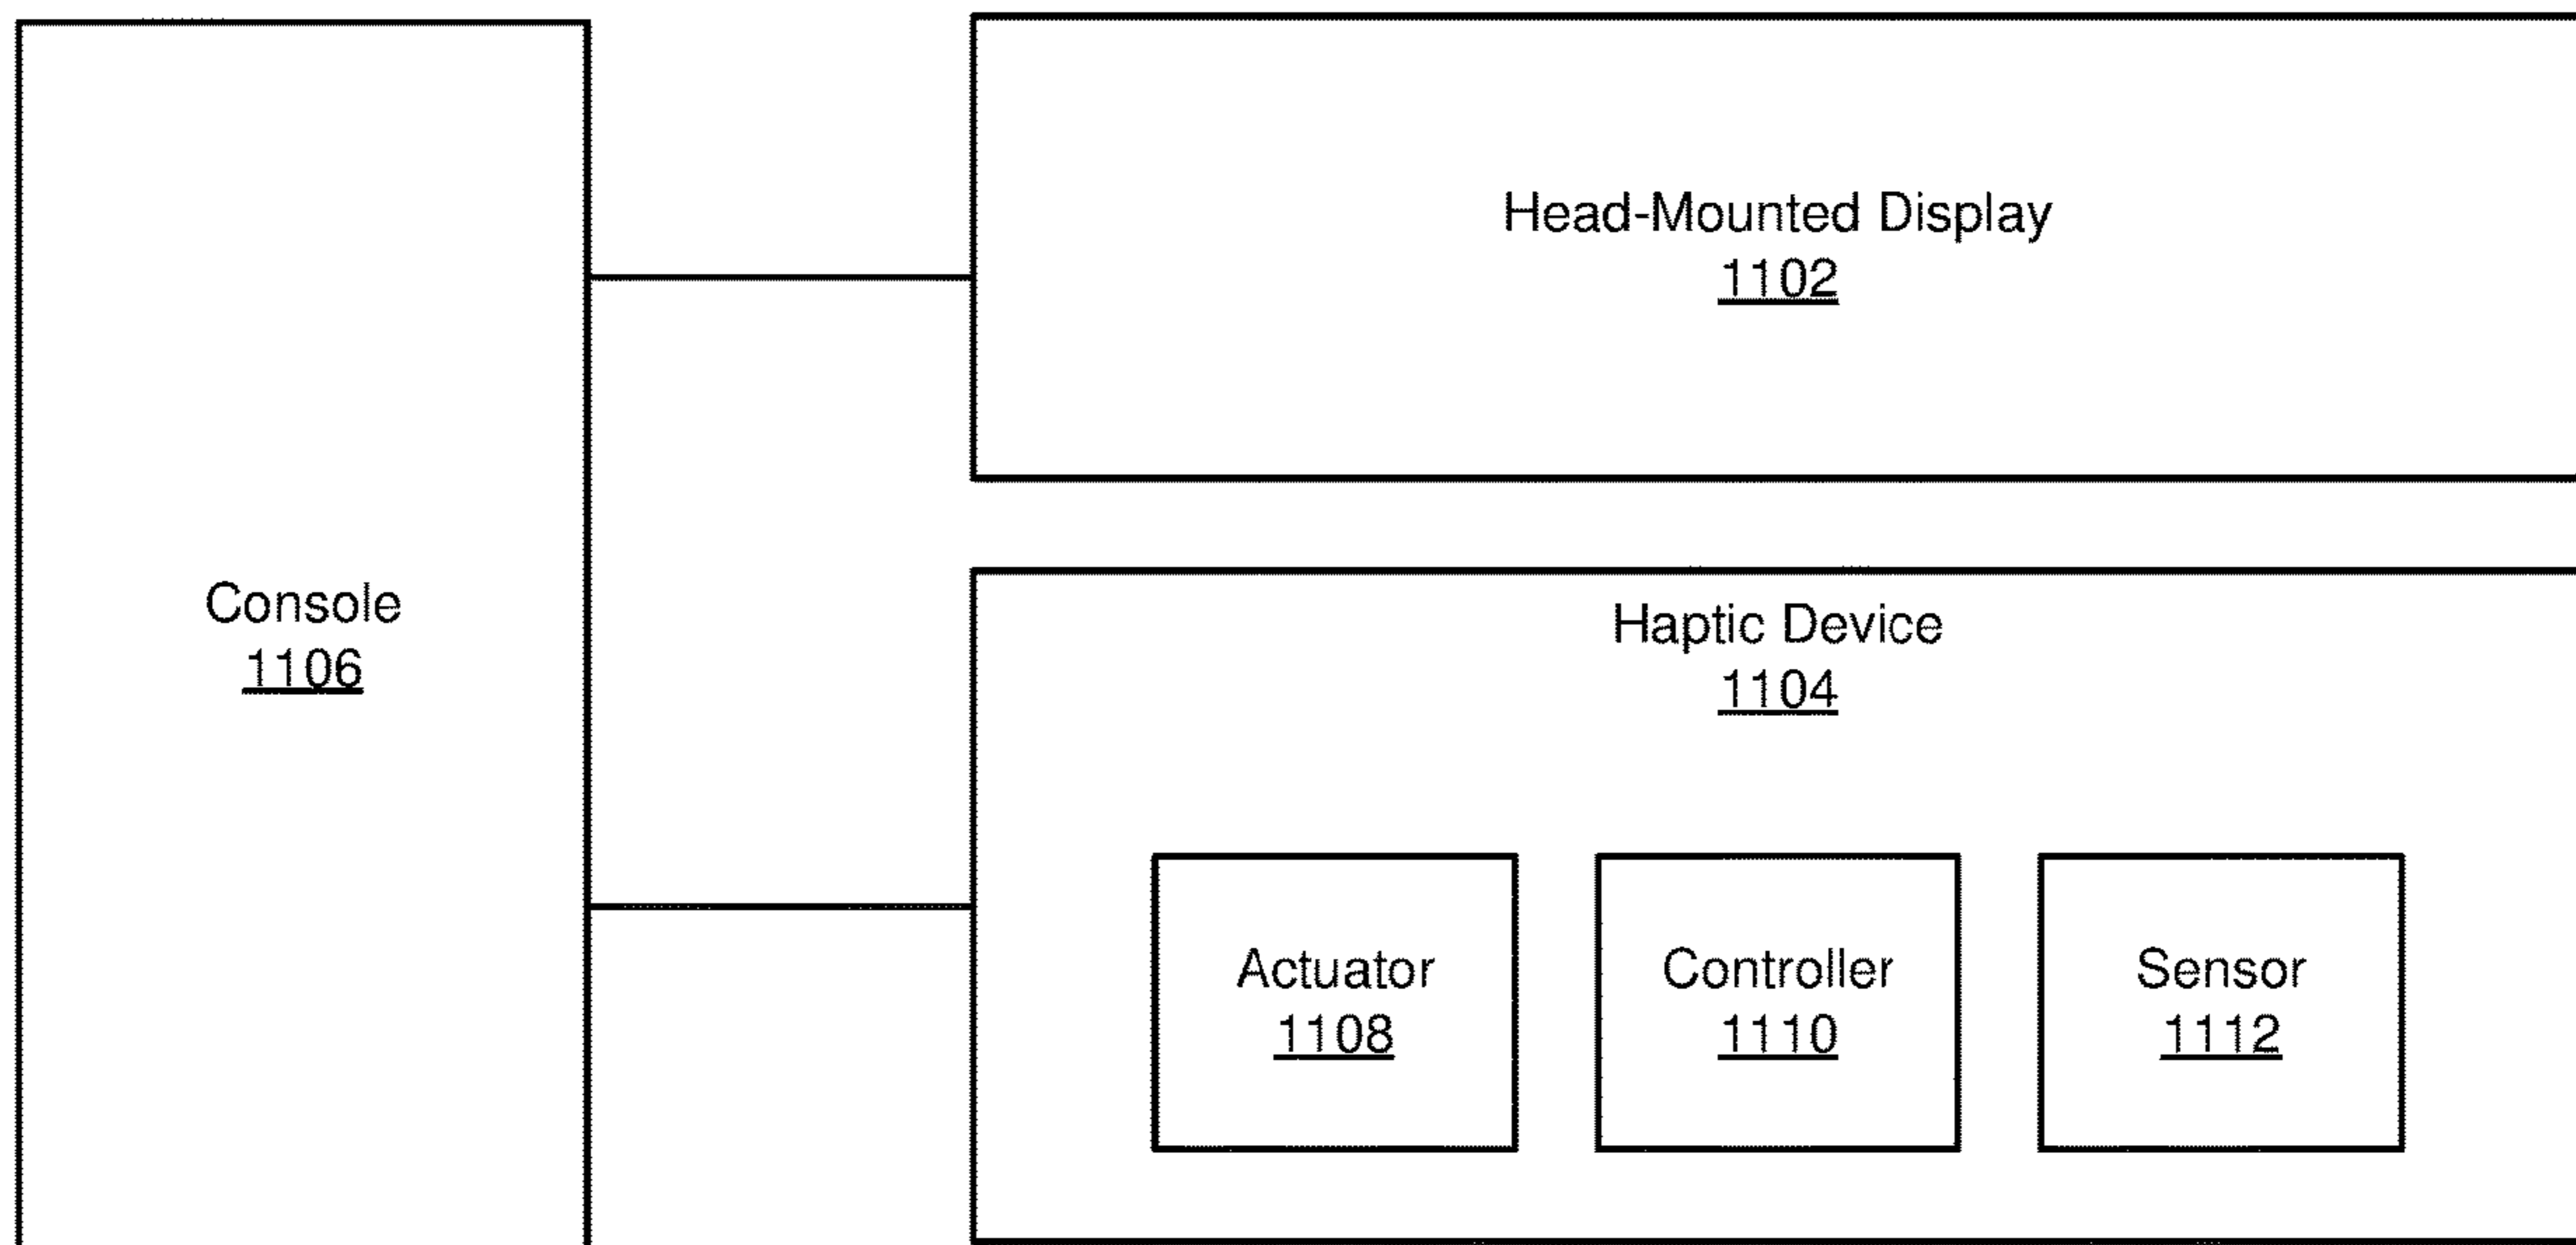 Head-Mounted Display
1102
Console
1106
Haptic Device
1104
Actuator
1108
Controller
1110
Sensor
1112